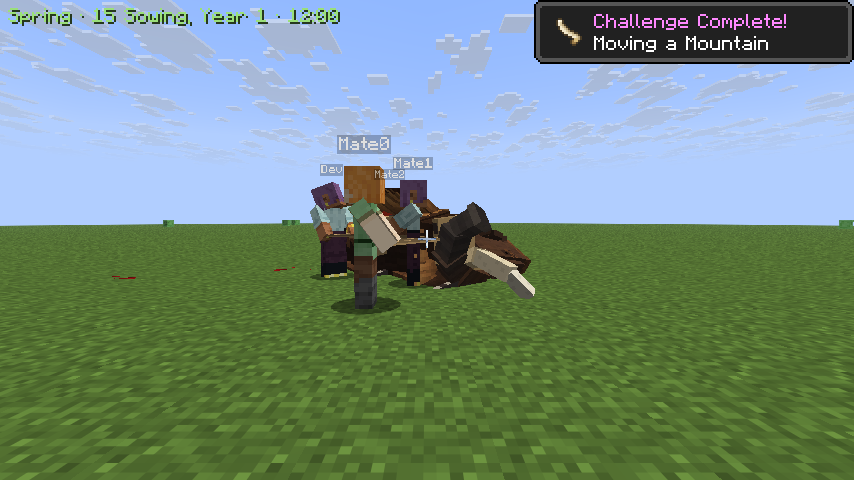 Spring · 15 Sowing, Year 1 · 12:00
Challenge Complete!
Moving a Mountain
Mate0
Mate1
Dev
Mate2